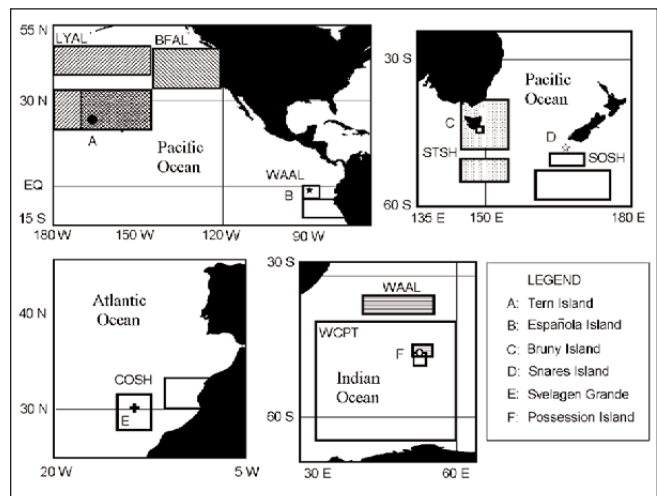 55 N
LYAL
BFAL
30 N
A
Pacific
Ocean
EQ
WAAL
B
15 S
180 W
150 W
120 W
90 W
30 S
Pacific
Ocean
C
D
STSH
SOSH
60 S
135 E
150 E
180 E
45 N
Atlantic
Ocean
COSH
30 N
E
20 W
5 W
30 S
WAAL
WCPT
F
Indian
Ocean
60 S
30 E
60 E
LEGEND
A: Tern Island
B: Española Island
C: Bruny Island
D: Snares Island
E: Svelagen Grande
F: Possession Island